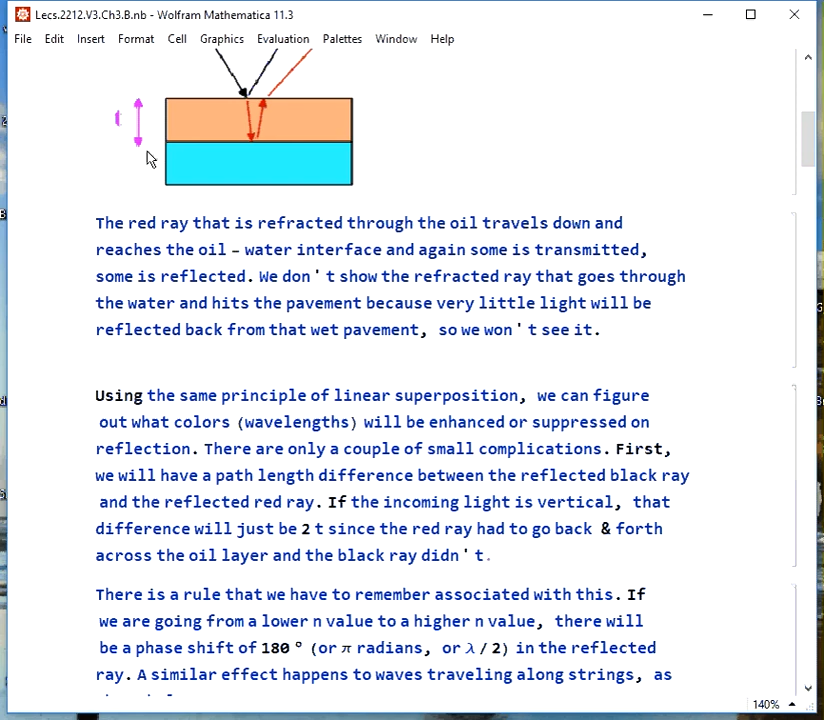 Lecs.2212.V3.Ch3.B.nb - Wolfram Mathematica 11.3
File Edit Insert Format Cell Graphics Evaluation Palettes Window Help
t
The red ray that is refracted through the oil travels down and
reaches the oil – water interface and again some is transmitted,
some is reflected. We don't show the refracted ray that goes through
the water and hits the pavement because very little light will be
reflected back from that wet pavement, so we won't see it.
Using the same principle of linear superposition, we can figure
out what colors (wavelengths) will be enhanced or suppressed on
reflection. There are only a couple of small complications. First,
we will have a path length difference between the reflected black ray
and the reflected red ray. If the incoming light is vertical, that
difference will just be 2 t since the red ray had to go back & forth
across the oil layer and the black ray didn't.
There is a rule that we have to remember associated with this. If
we are going from a lower n value to a higher n value, there will
be a phase shift of 180 ° (or π radians, or λ / 2) in the reflected
ray. A similar effect happens to waves traveling along strings, as
140%